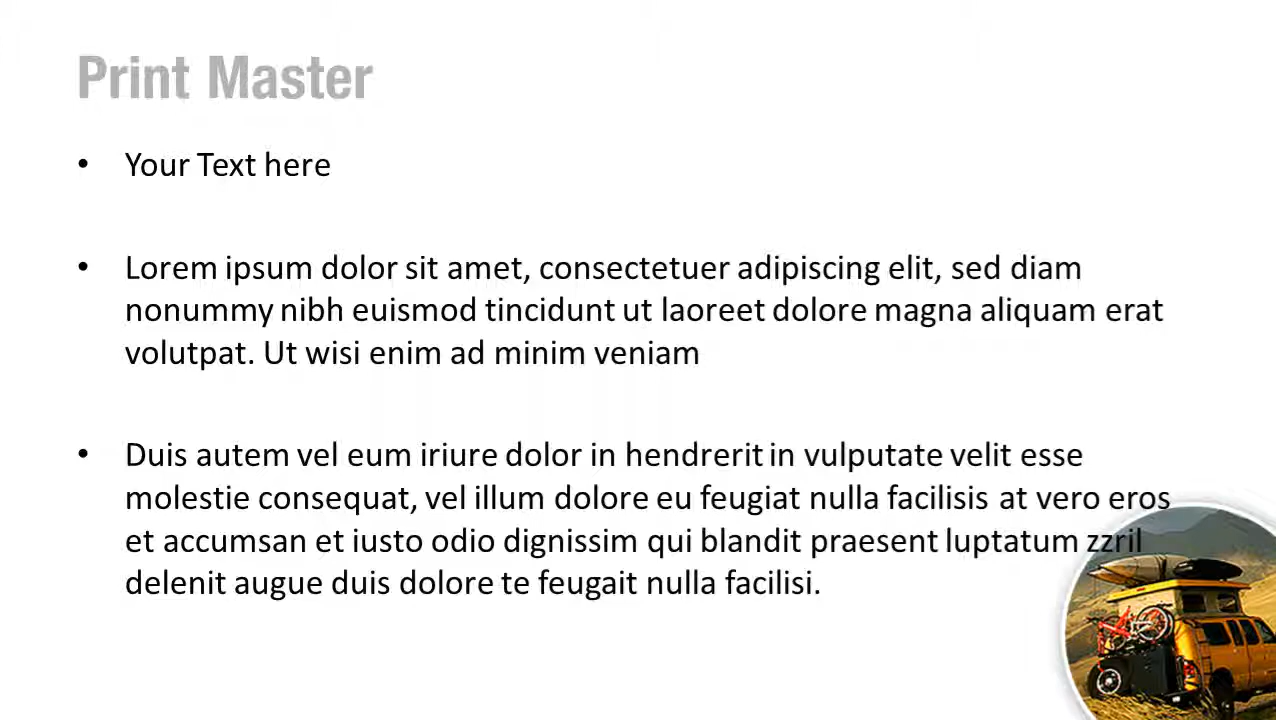 Print Master
• Your Text here
• Lorem ipsum dolor sit amet, consectetuer adipiscing elit, sed diam
nonummy nibh euismod tincidunt ut laoreet dolore magna aliquam erat
volutpat. Ut wisi enim ad minim veniam
• Duis autem vel eum iriure dolor in hendrerit in vulputate velit esse
molestie consequat, vel illum dolore eu feugiat nulla facilisis at vero eros
et accumsan et iusto odio dignissim qui blandit praesent luptatum zzril
delenit augue duis dolore te feugait nulla facilisi.